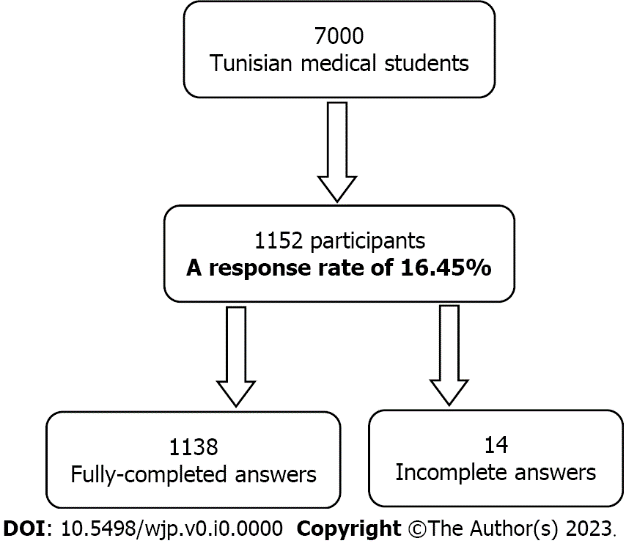 7000
Tunisian medical students
1152 participants
A response rate of 16.45%
1138
Fully-completed answers
14
Incomplete answers
DOI: 10.5498/wjp.v0.i0.0000 Copyright ©The Author(s) 2023.